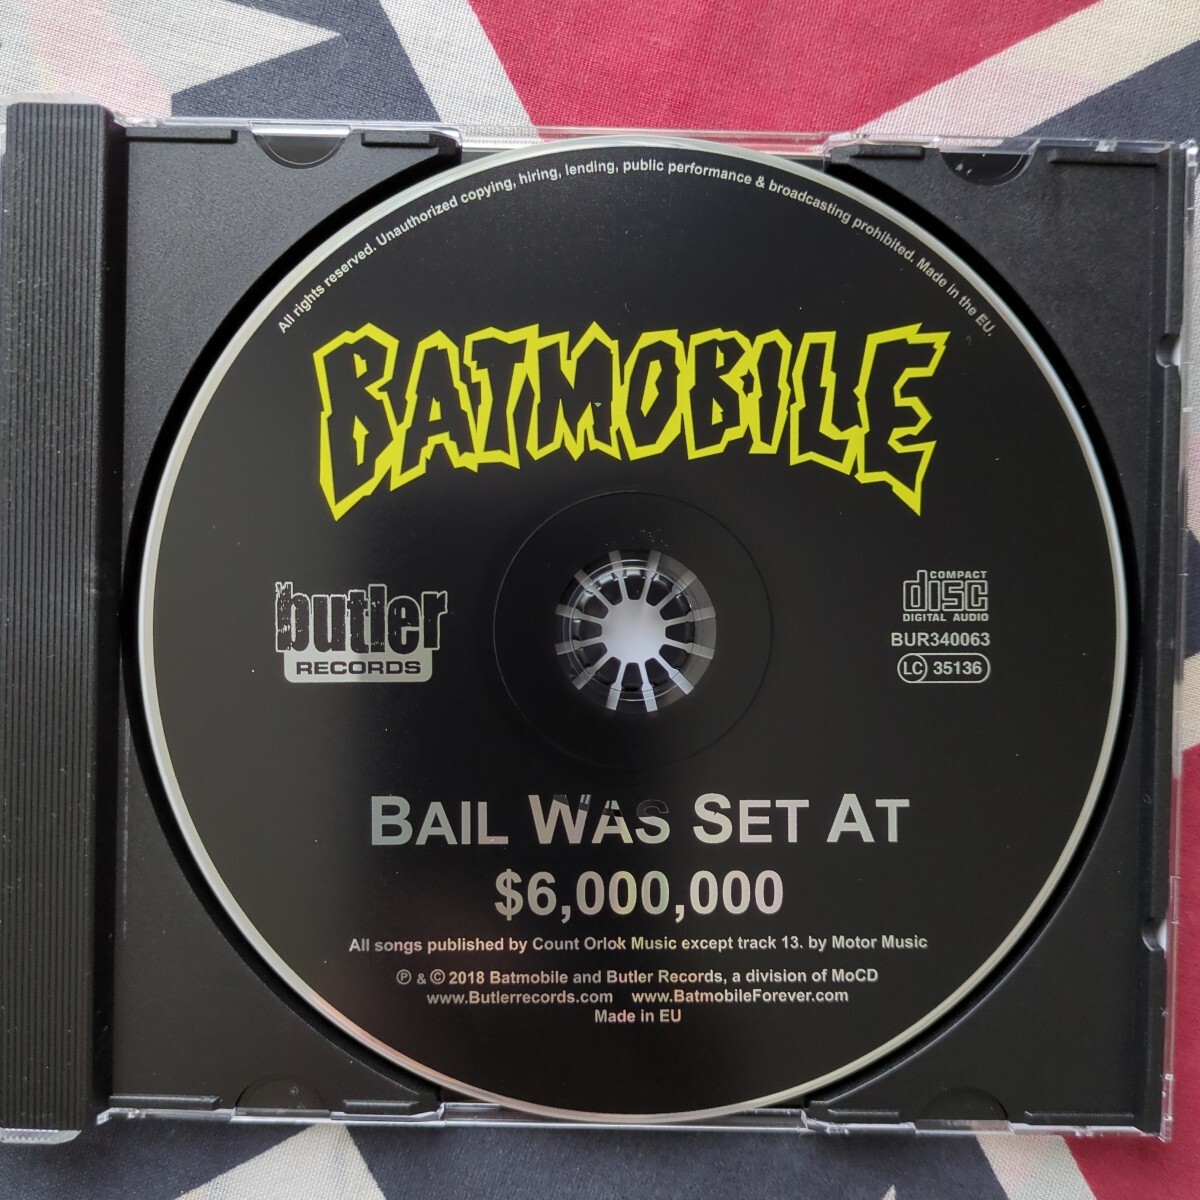 All rights reserved. Unauthorized copying, hiring, lending, public performance & broadcasting prohibited. Made in the EU.
BATMOBILE
butler
RECORDS
COMPACT
disc
DIGITAL AUDIO
BUR340063
LC 35136
BAIL WAS SET AT
$6,000,000
All songs published by Count Orlok Music except track 13. by Motor Music
℗ & © 2018 Batmobile and Butler Records, a division of MoCD
www.Butlerrecords.com www.BatmobileForever.com
Made in EU